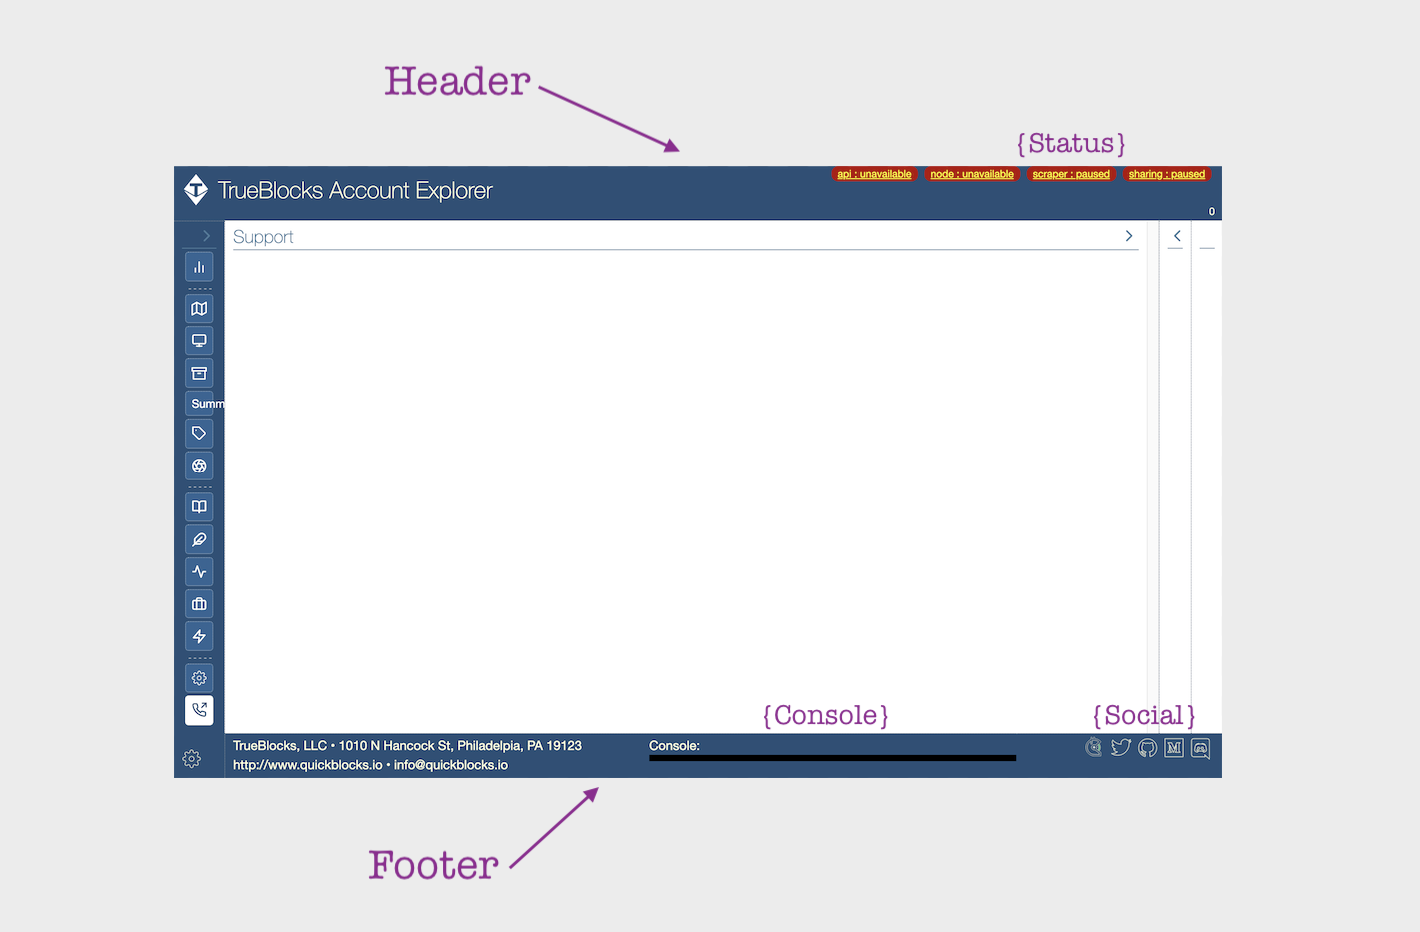 Header
{Status}
TrueBlocks Account Explorer
api : unavailable
node : unavailable
scraper : paused
sharing : paused
0
Support
Summ
{Console}
{Social}
TrueBlocks, LLC • 1010 N Hancock St, Philadelpia, PA 19123
http://www.quickblocks.io • info@quickblocks.io
Console:
Footer